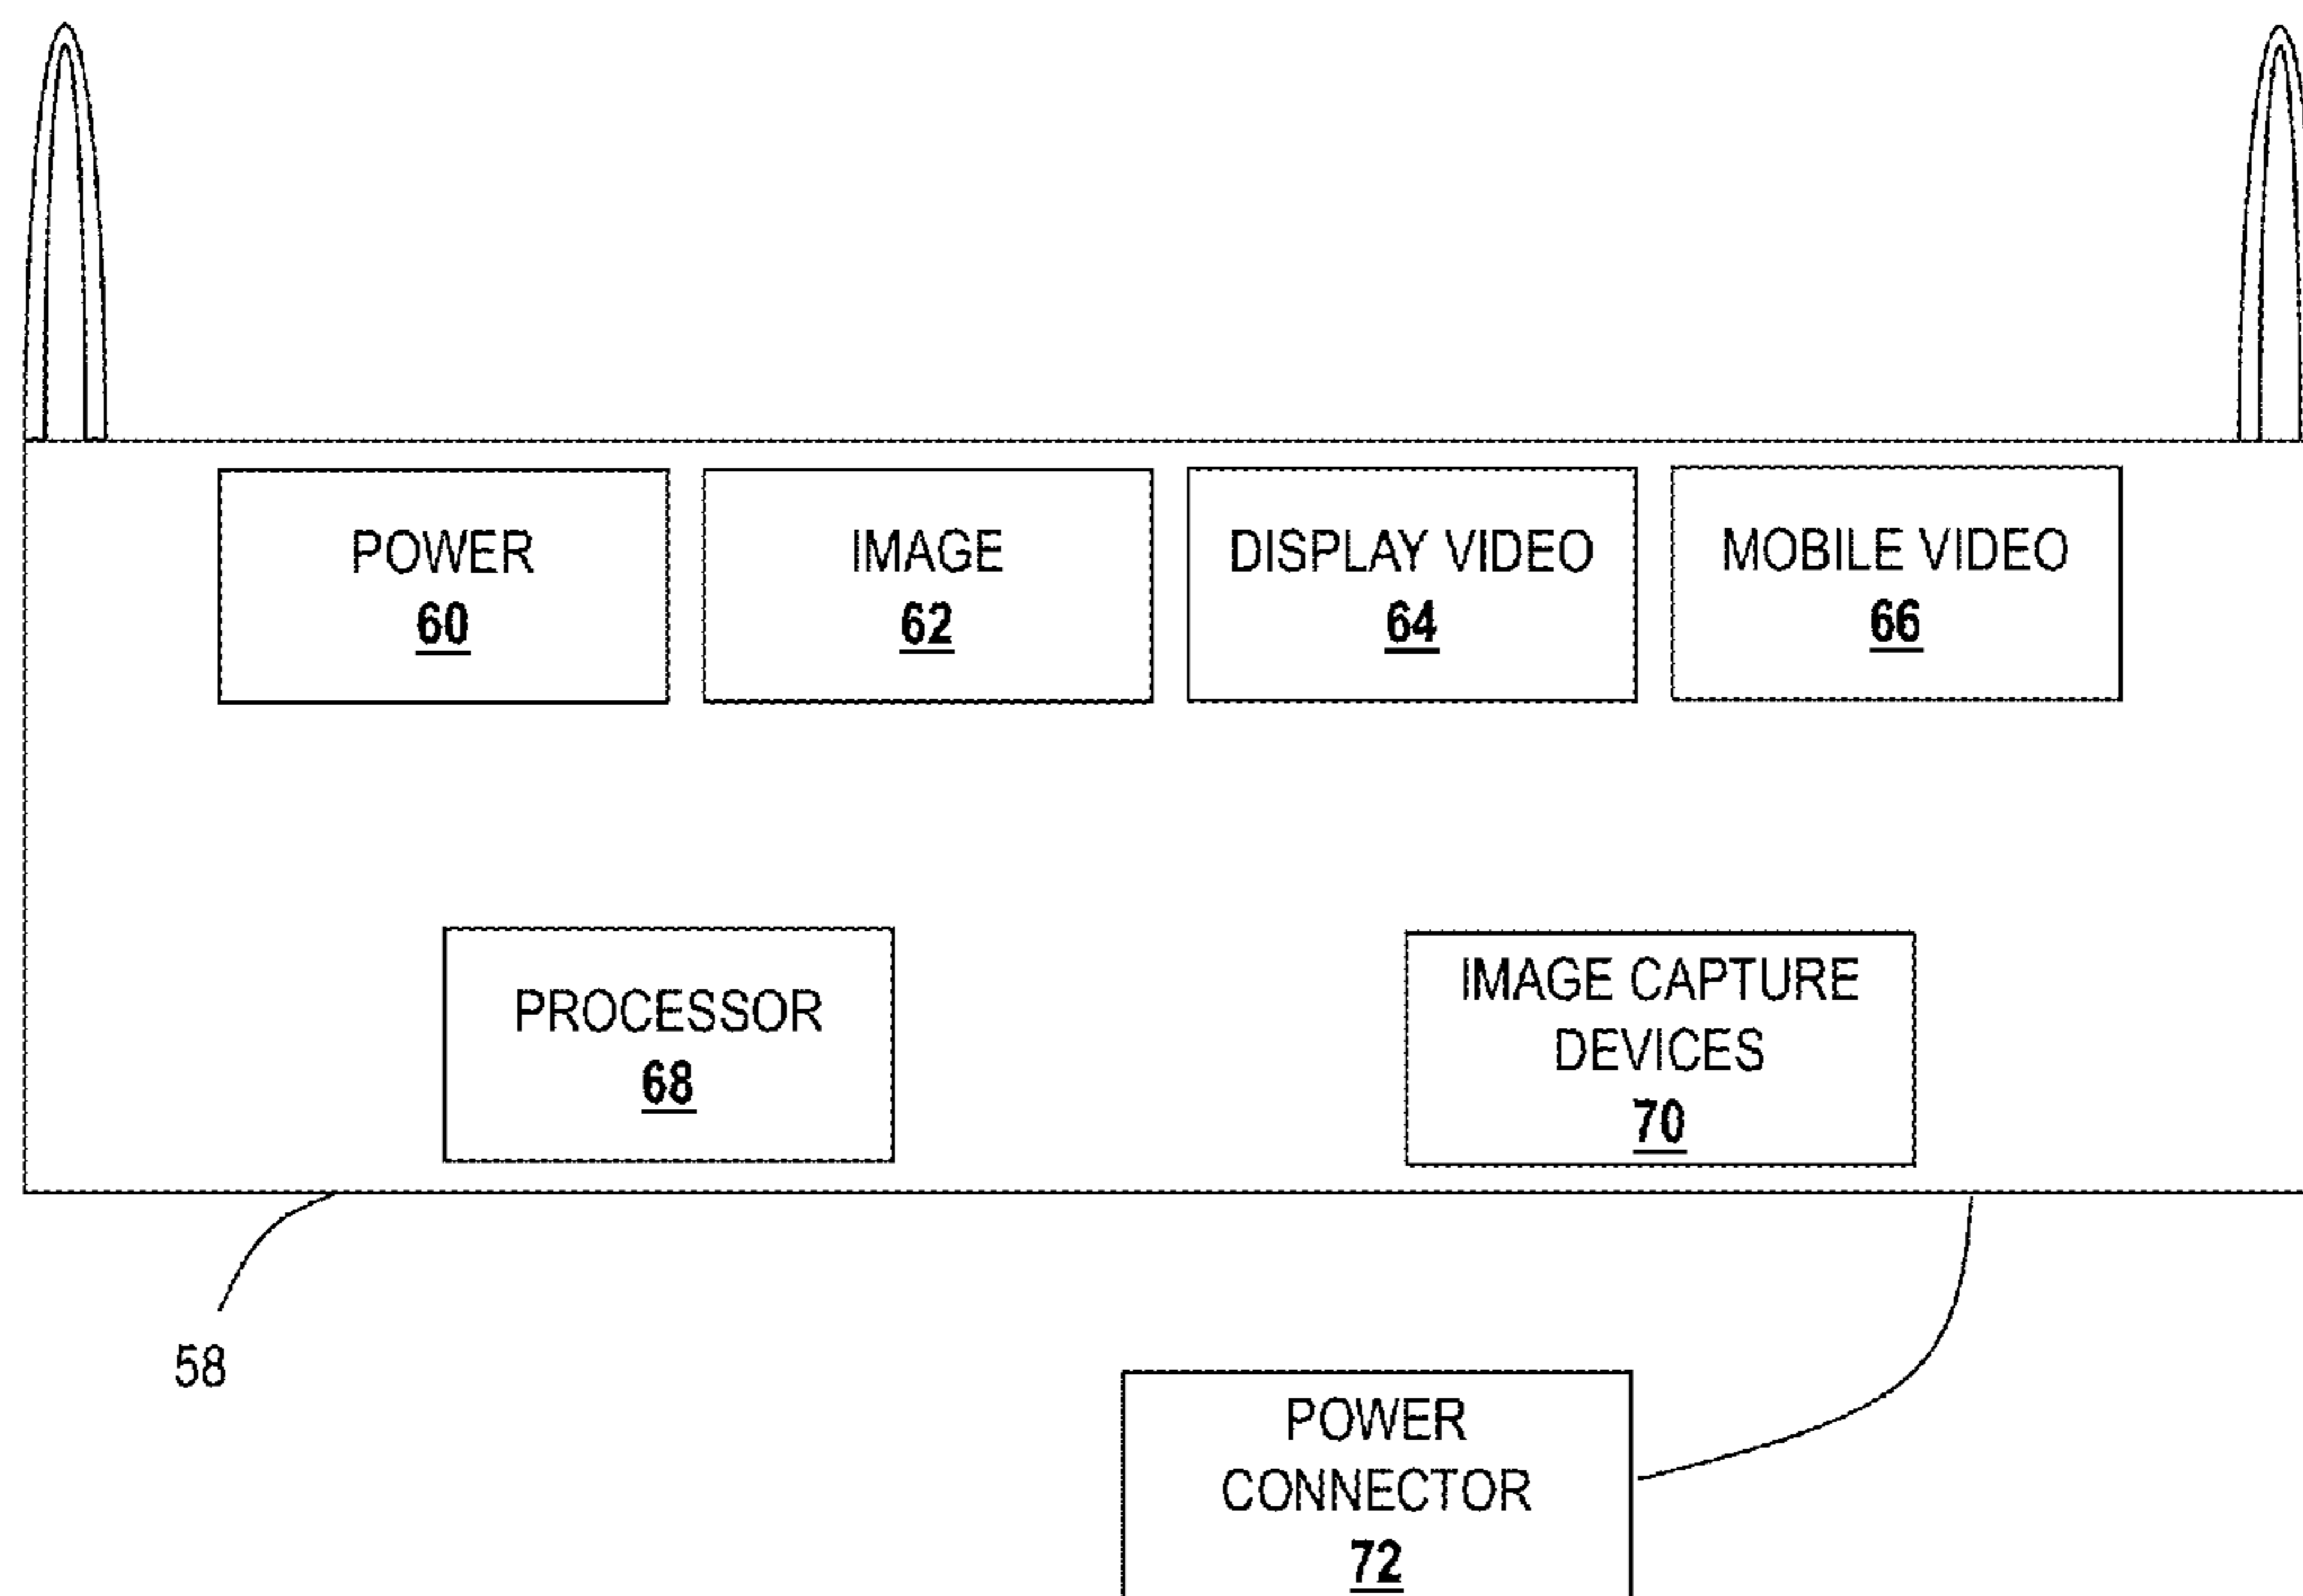 POWER
60
IMAGE
62
DISPLAY VIDEO
64
MOBILE VIDEO
66
PROCESSOR
68
IMAGE CAPTURE
DEVICES
70
58
POWER
CONNECTOR
72